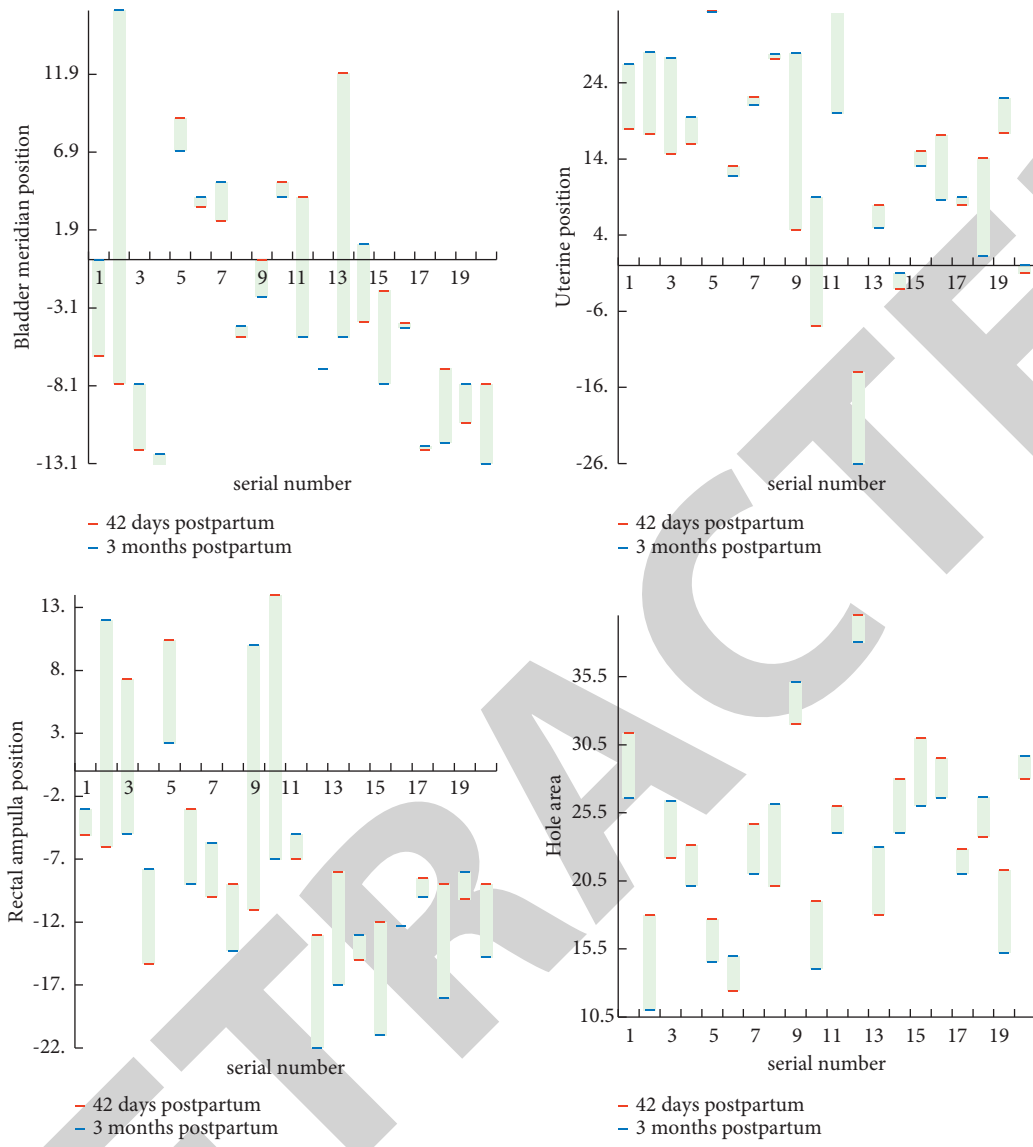 Bladder meridian position
11.9
6.9
1.9
-3.1
-8.1
-13.1
1 3 5 7 9 11 13 15 17 19
serial number
42 days postpartum
3 months postpartum
Uterine position
24.
14.
4.
-6.
-16.
-26.
1 3 5 7 9 11 13 15 17 19
serial number
42 days postpartum
3 months postpartum
Rectal ampulla position
13.
8.
3.
-2.
-7.
-12.
-17.
-22.
1 3 5 7 9 11 13 15 17 19
serial number
42 days postpartum
3 months postpartum
Hole area
35.5
30.5
25.5
20.5
15.5
10.5
1 3 5 7 9 11 13 15 17 19
serial number
42 days postpartum
3 months postpartum
TRACTE